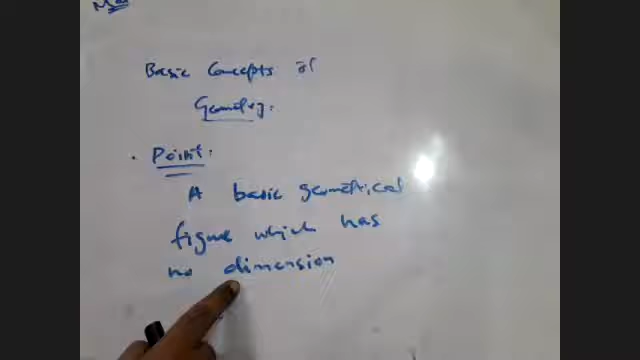 Basic Concepts of
Geometry.
. Point.
A basic geometrical
figure which has
no dimension